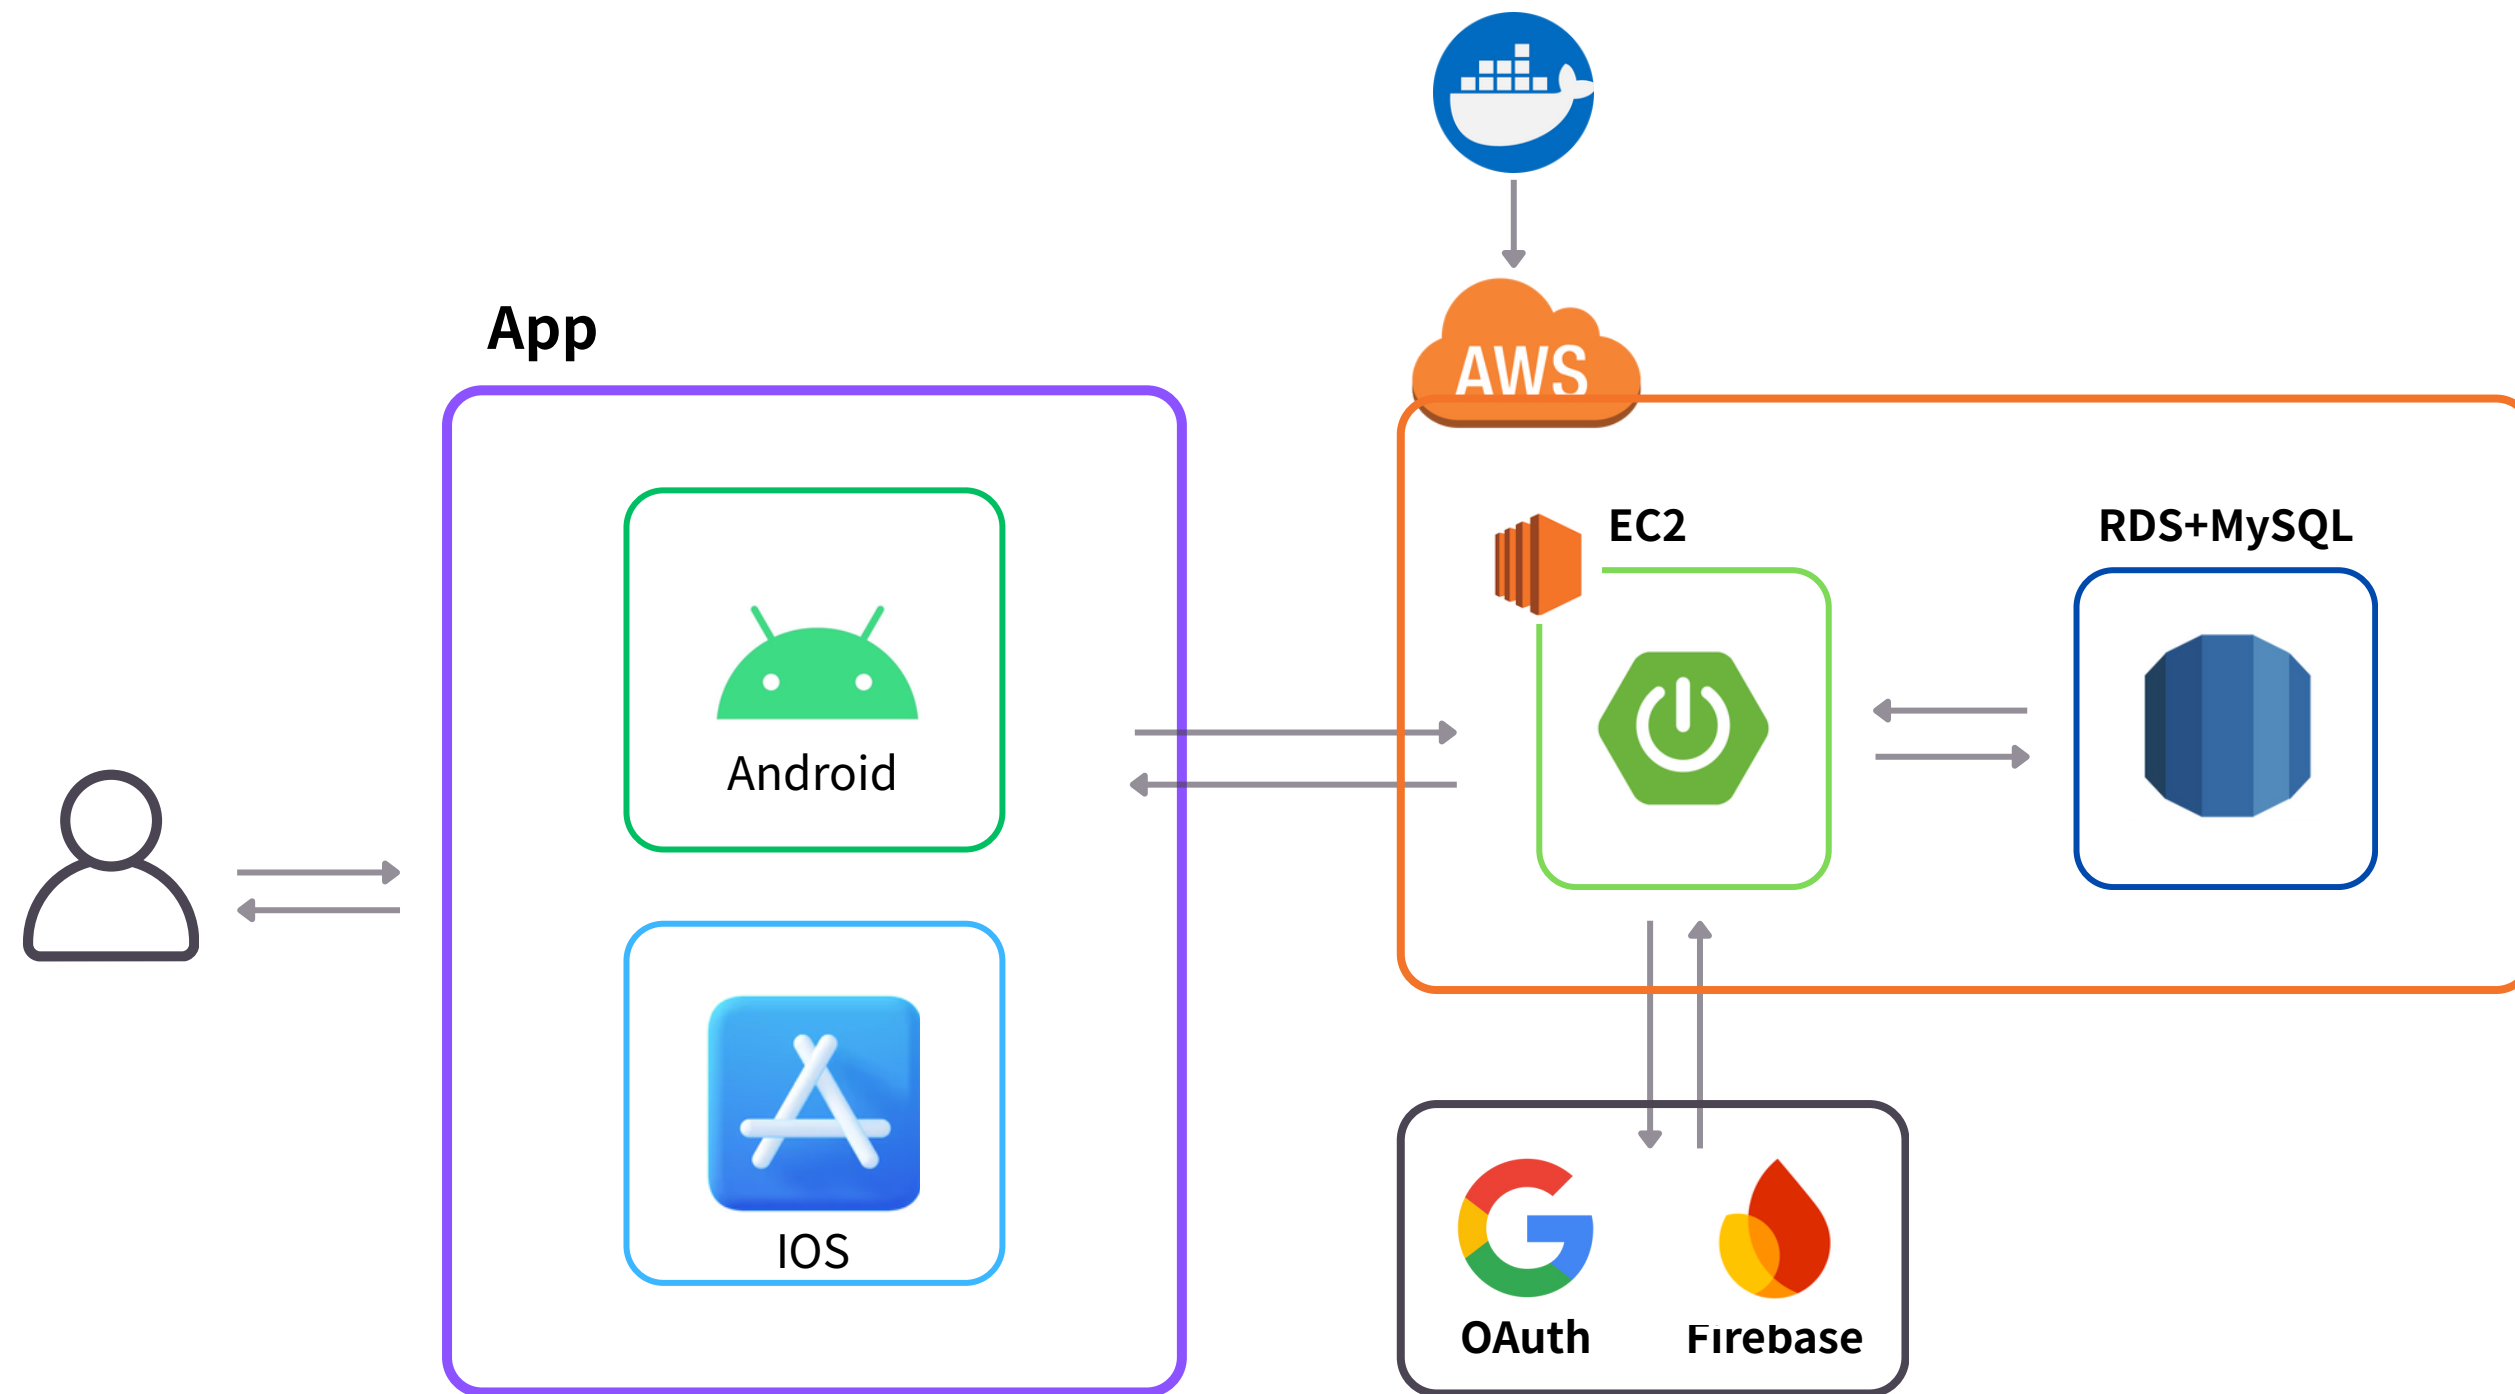 App
AWS
EC2
RDS+MySQL
Android
IOS
OAuth
Firebase